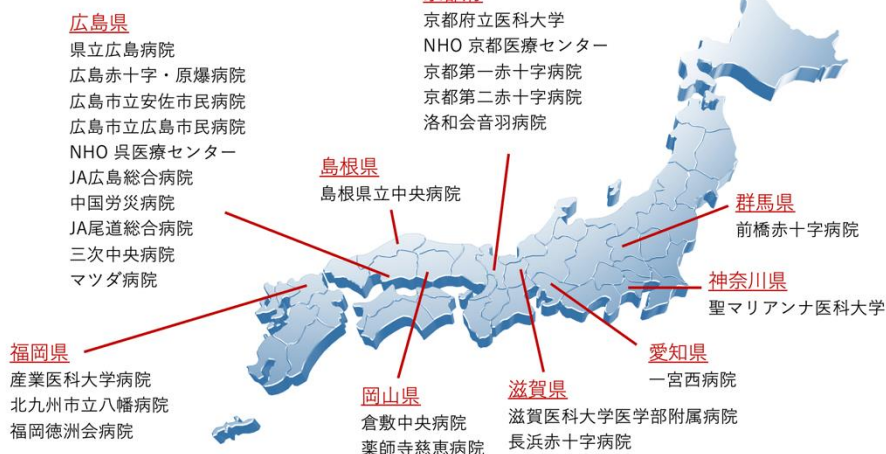 広島県
県立広島病院
広島赤十字・原爆病院
広島市立安佐市民病院
広島市立広島市民病院
NHO 呉医療センター
JA広島総合病院
中国労災病院
JA尾道総合病院
三次中央病院
マツダ病院
京都府立医科大学
NHO 京都医療センター
京都第一赤十字病院
京都第二赤十字病院
洛和会音羽病院
島根県
島根県立中央病院
群馬県
前橋赤十字病院
神奈川県
聖マリアンナ医科大学
愛知県
一宮西病院
滋賀県
滋賀医科大学医学部附属病院
長浜赤十字病院
岡山県
倉敷中央病院
薬師寺慈恵病院
福岡県
産業医科大学病院
北九州市立八幡病院
福岡徳洲会病院